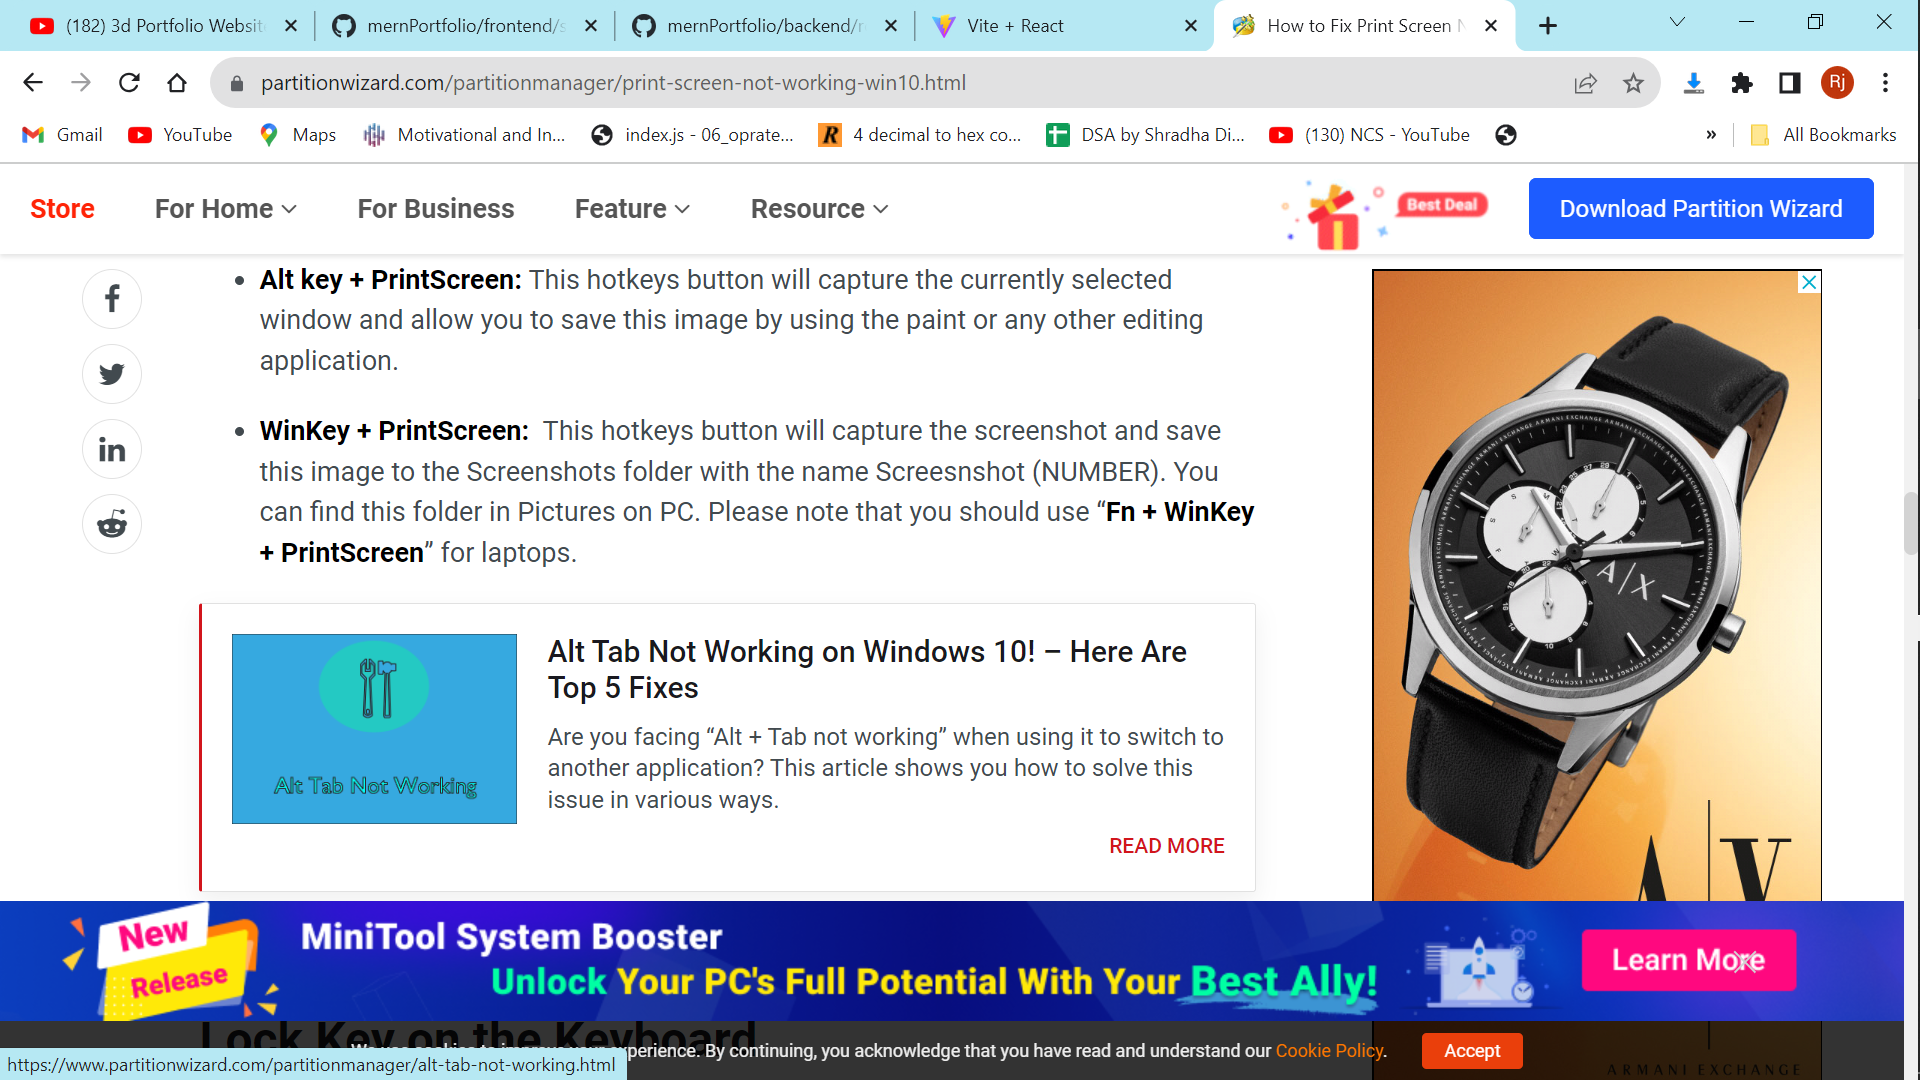 (182) 3d Portfolio Websit
mernPortfolio/frontend/s
mernPortfolio/backend/r
Vite + React
How to Fix Print Screen N
partitionwizard.com/partitionmanager/print-screen-not-working-win10.html
Rj
Gmail
YouTube
Maps
Motivational and In...
index.js - 06_oprate...
4 decimal to hex co...
DSA by Shradha Di...
(130) NCS - YouTube
»
All Bookmarks
Store
For Home
For Business
Feature
Resource
Best Deal
Download Partition Wizard
• Alt key + PrintScreen: This hotkeys button will capture the currently selected
window and allow you to save this image by using the paint or any other editing
application.
• WinKey + PrintScreen: This hotkeys button will capture the screenshot and save
this image to the Screenshots folder with the name Screesnshot (NUMBER). You
can find this folder in Pictures on PC. Please note that you should use “Fn + WinKey
+ PrintScreen” for laptops.
Alt Tab Not Working
Alt Tab Not Working on Windows 10! – Here Are
Top 5 Fixes
Are you facing “Alt + Tab not working” when using it to switch to
another application? This article shows you how to solve this
issue in various ways.
READ MORE
A|X
ARMANI EXCHANGE
New
Release
MiniTool System Booster
Unlock Your PC's Full Potential With Your Best Ally!
Learn More
Lock Key on the Keyboard
experience. By continuing, you acknowledge that you have read and understand our Cookie Policy.
Accept
https://www.partitionwizard.com/partitionmanager/alt-tab-not-working.html